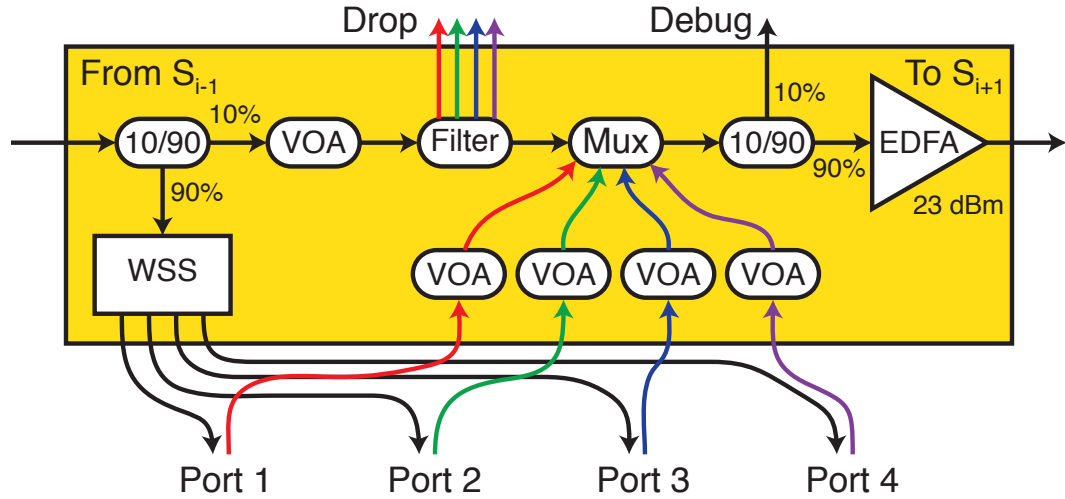 Drop
Debug
From S_{i-1}
To S_{i+1}
10%
10%
10/90
VOA
Filter
Mux
10/90
EDFA
90%
90%
23 dBm
WSS
VOA
VOA
VOA
VOA
Port 1
Port 2
Port 3
Port 4